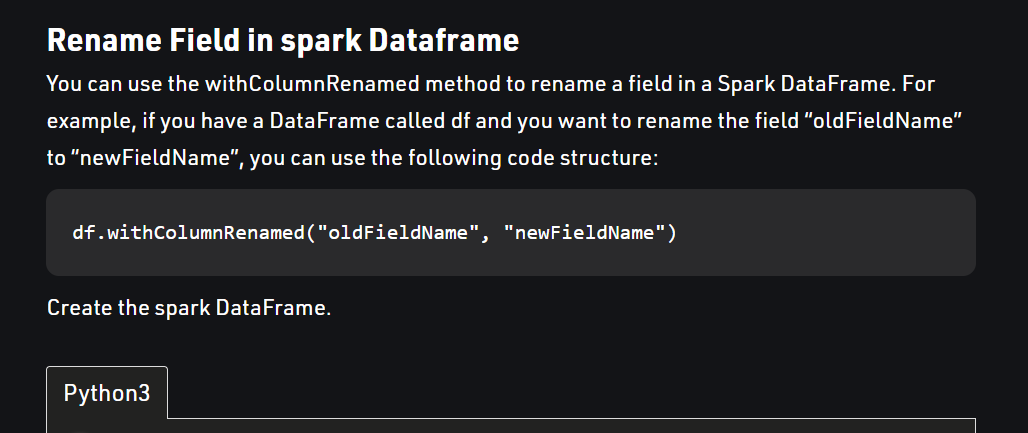 Rename Field in spark Dataframe
You can use the withColumnRenamed method to rename a field in a Spark DataFrame. For
example, if you have a DataFrame called df and you want to rename the field “oldFieldName”
to “newFieldName”, you can use the following code structure:
df.withColumnRenamed("oldFieldName", "newFieldName")
Create the spark DataFrame.
Python3